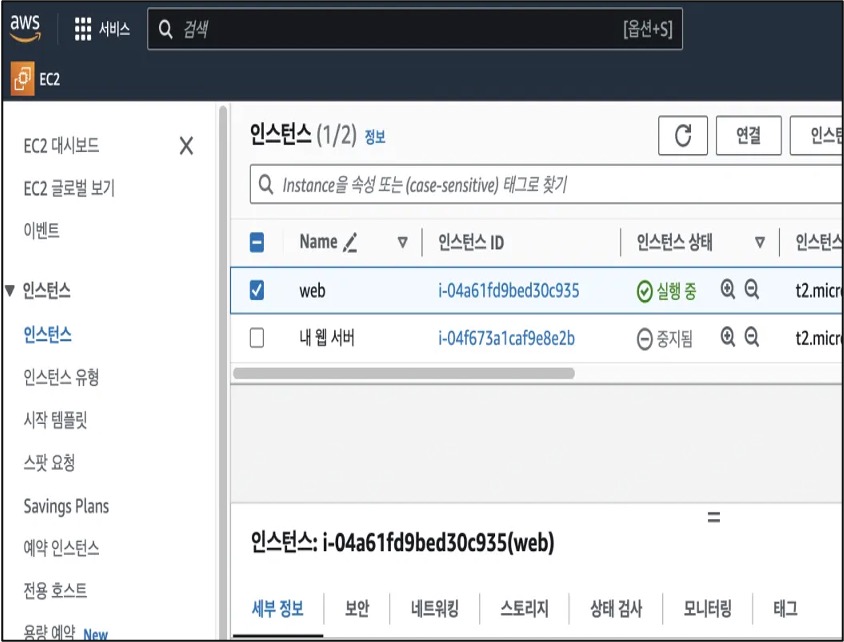 aws 서비스 검색 [옵션+S]
EC2
EC2 대시보드
EC2 글로벌 보기
이벤트
인스턴스
인스턴스
인스턴스 유형
시작 템플릿
스팟 요청
Savings Plans
예약 인스턴스
전용 호스트
용량 예약 New
인스턴스 (1/2) 정보 연결 인스턴
Instance을 속성 또는 (case-sensitive) 태그로 찾기
Name 인스턴스 ID 인스턴스 상태 인스턴스
web i-04a61fd9bed30c935 실행 중 t2.micr
내 웹 서버 i-04f673a1caf9e8e2b 중지됨 t2.micr
인스턴스: i-04a61fd9bed30c935(web)
세부 정보 보안 네트워킹 스토리지 상태 검사 모니터링 태그